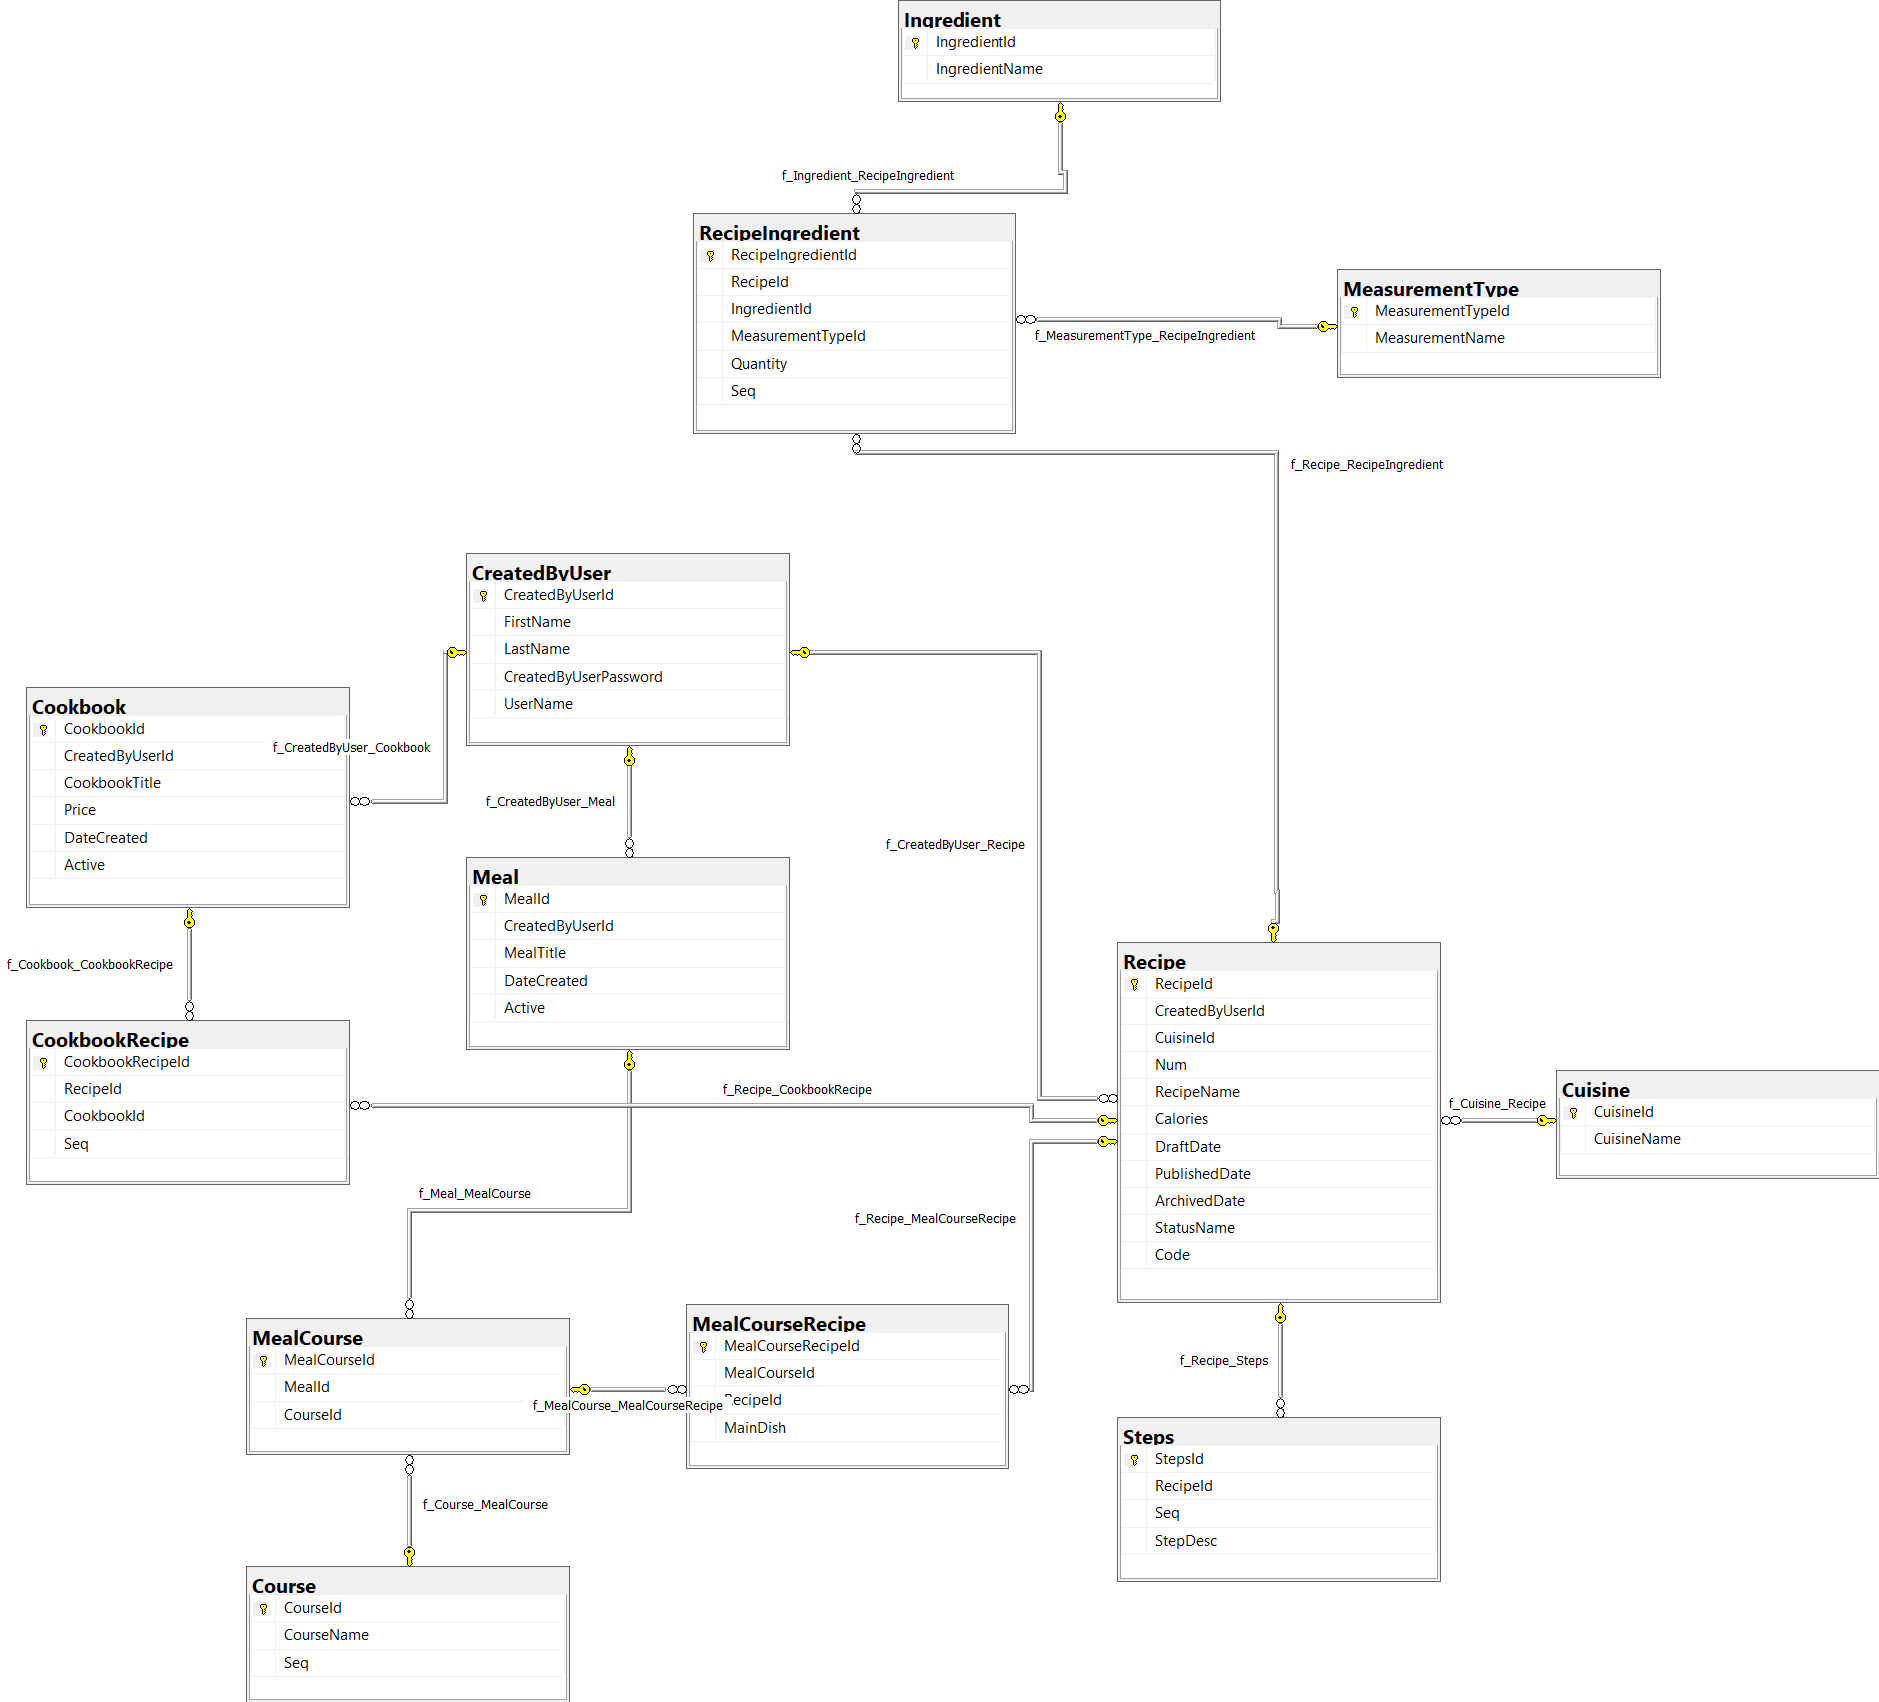 Ingredient
IngredientId
IngredientName
f_Ingredient_RecipeIngredient
RecipeIngredient
RecipeIngredientId
RecipeId
IngredientId
MeasurementTypeId
Quantity
Seq
MeasurementType
MeasurementTypeId
MeasurementName
f_MeasurementType_RecipeIngredient
f_Recipe_RecipeIngredient
CreatedByUser
CreatedByUserId
FirstName
LastName
CreatedByUserPassword
UserName
Cookbook
CookbookId
CreatedByUserId
CookbookTitle
Price
DateCreated
Active
f_CreatedByUser_Cookbook
f_CreatedByUser_Meal
f_CreatedByUser_Recipe
Meal
MealId
CreatedByUserId
MealTitle
DateCreated
Active
f_Cookbook_CookbookRecipe
CookbookRecipe
CookbookRecipeId
RecipeId
CookbookId
Seq
f_Recipe_CookbookRecipe
Recipe
RecipeId
CreatedByUserId
CuisineId
Num
RecipeName
Calories
DraftDate
PublishedDate
ArchivedDate
StatusName
Code
f_Cuisine_Recipe
Cuisine
CuisineId
CuisineName
f_Meal_MealCourse
f_Recipe_MealCourseRecipe
MealCourse
MealCourseId
MealId
CourseId
MealCourseRecipe
MealCourseRecipeId
MealCourseId
RecipeId
MainDish
f_MealCourse_MealCourseRecipe
f_Recipe_Steps
Steps
StepsId
RecipeId
Seq
StepDesc
f_Course_MealCourse
Course
CourseId
CourseName
Seq